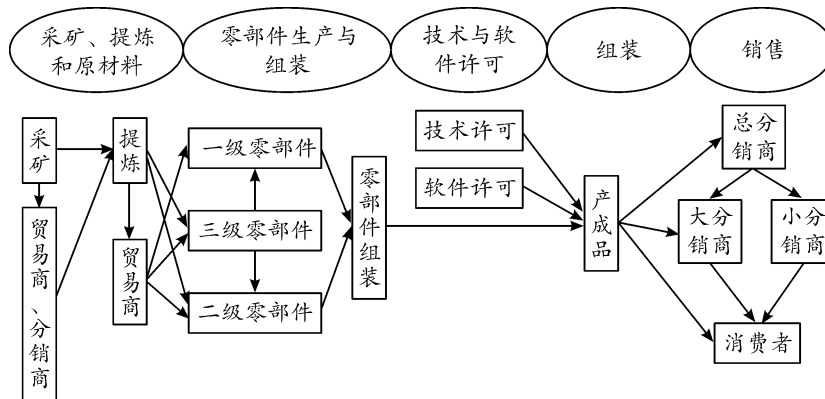 采矿、提炼
和原材料
零部件生产与
组装
技术与软
件许可
组装
销售
采矿
贸易商、分销商
提炼
贸易商
一级零部件
三级零部件
二级零部件
零部件组装
技术许可
软件许可
产成品
总分
销商
大分
销商
小分
销商
消费者